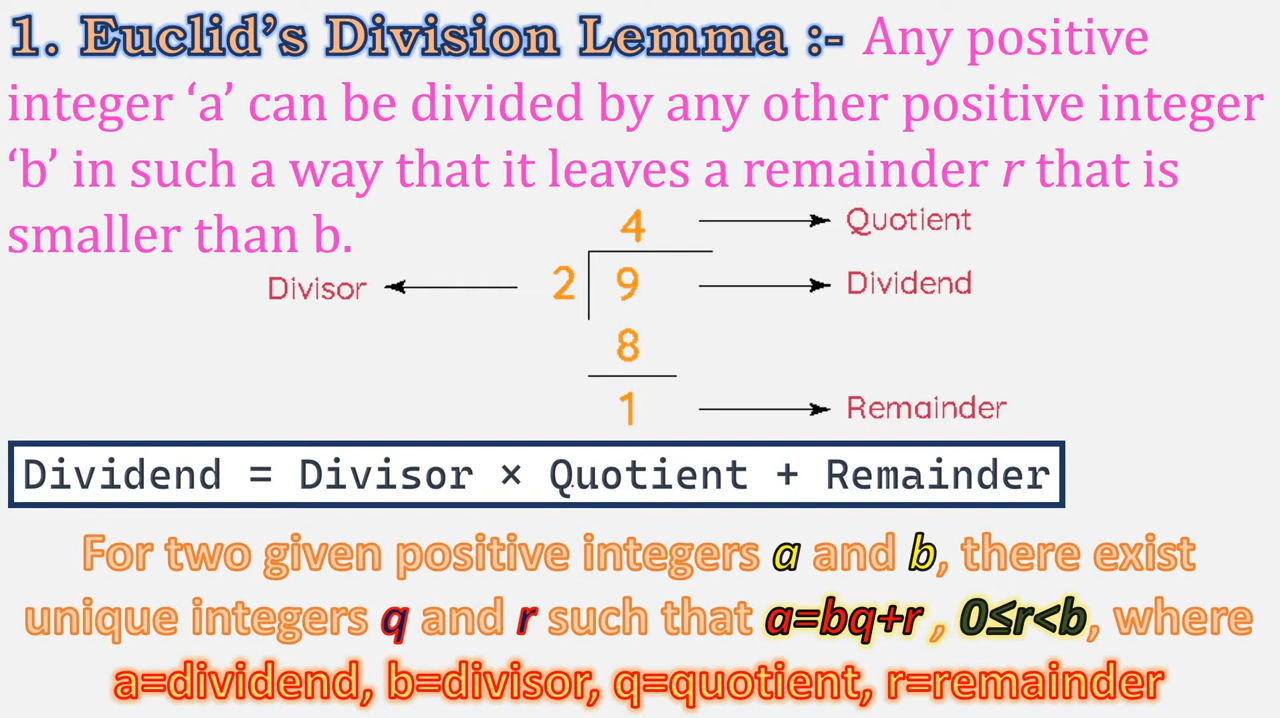 1. Euclid’s Division Lemma :- Any positive
integer ‘a’ can be divided by any other positive integer
‘b’ in such a way that it leaves a remainder r that is
smaller than b.
4 Quotient
Divisor 2 9 Dividend
8
1 Remainder
Dividend = Divisor × Quotient + Remainder
For two given positive integers a and b, there exist
unique integers q and r such that a=bq+r , 0≤r<b, where
a=dividend, b=divisor, q=quotient, r=remainder